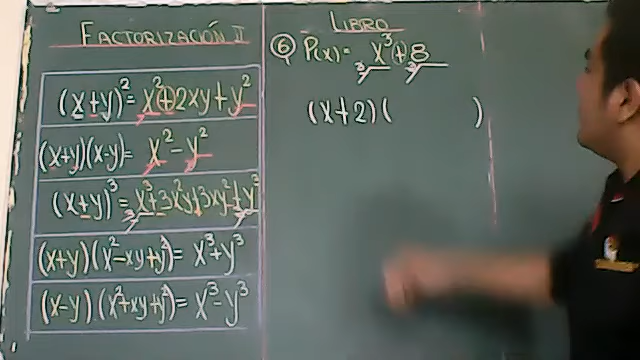 FACTORIZACIÓN II
(x+y)² = x²+2xy+y²
(x+y)(x-y) = x² - y²
(x+y)³ = x³+3x²y+3xy²+y³
(x+y)(x²-xy+y²) = x³+y³
(x-y)(x²+xy+y²) = x³-y³
LIBRO
⑥ P(x) = x³+8
(x+2)( )